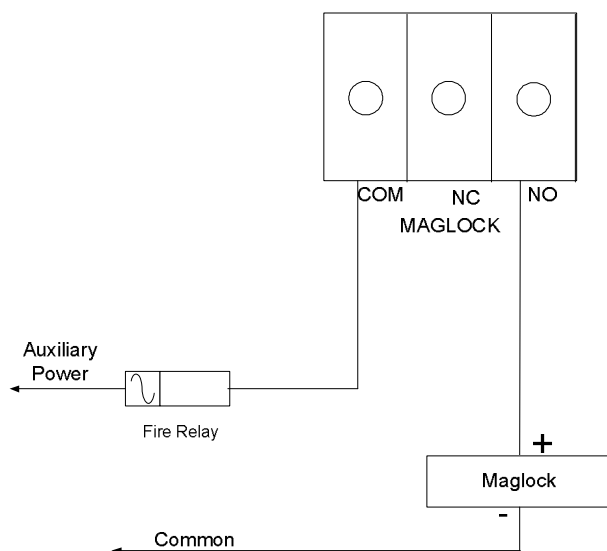 COM
NC
NO
MAGLOCK
Auxiliary
Power
Fire Relay
+
Maglock
-
Common